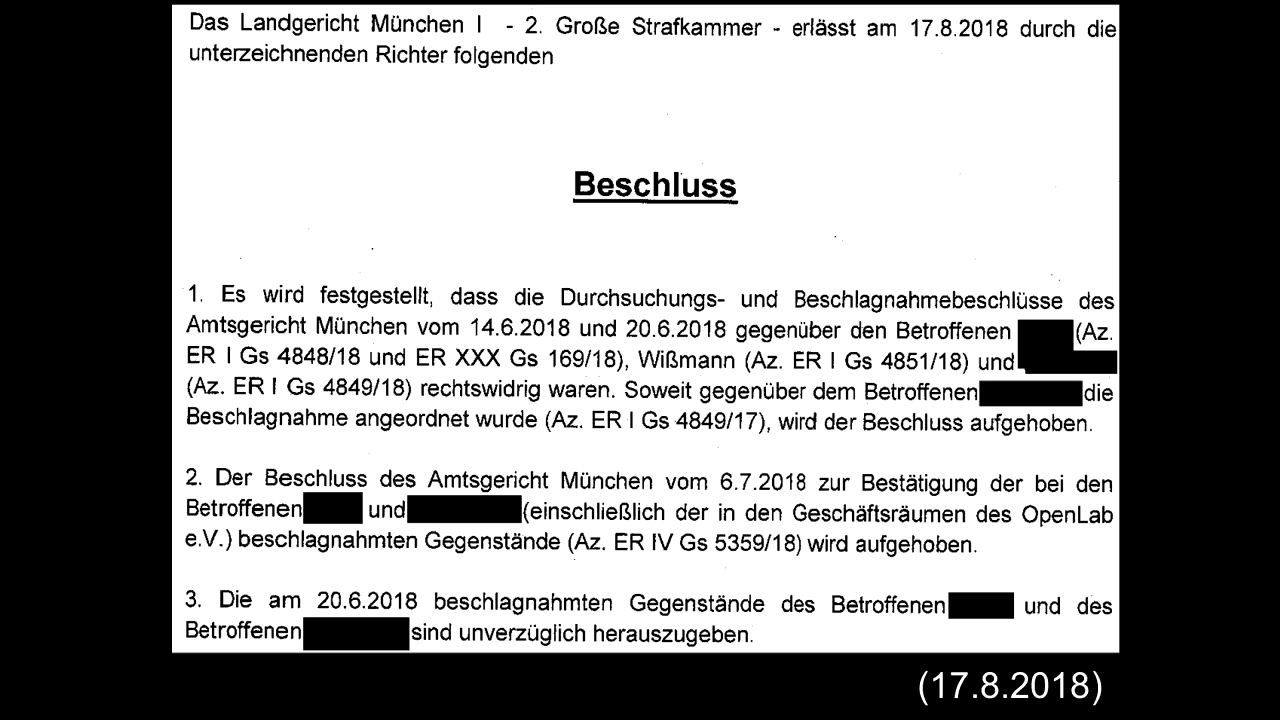 Das Landgericht München I - 2. Große Strafkammer - erlässt am 17.8.2018 durch die
unterzeichnenden Richter folgenden
Beschluss
1. Es wird festgestellt, dass die Durchsuchungs- und Beschlagnahmebeschlüsse des
Amtsgericht München vom 14.6.2018 und 20.6.2018 gegenüber den Betroffenen (Az.
ER I Gs 4848/18 und ER XXX Gs 169/18), Wißmann (Az. ER I Gs 4851/18) und
(Az. ER I Gs 4849/18) rechtswidrig waren. Soweit gegenüber dem Betroffenen die
Beschlagnahme angeordnet wurde (Az. ER I Gs 4849/17), wird der Beschluss aufgehoben.
2. Der Beschluss des Amtsgericht München vom 6.7.2018 zur Bestätigung der bei den
Betroffenen und (einschließlich der in den Geschäftsräumen des OpenLab
e.V.) beschlagnahmten Gegenstände (Az. ER IV Gs 5359/18) wird aufgehoben.
3. Die am 20.6.2018 beschlagnahmten Gegenstände des Betroffenen und des
Betroffenen sind unverzüglich herauszugeben.
(17.8.2018)